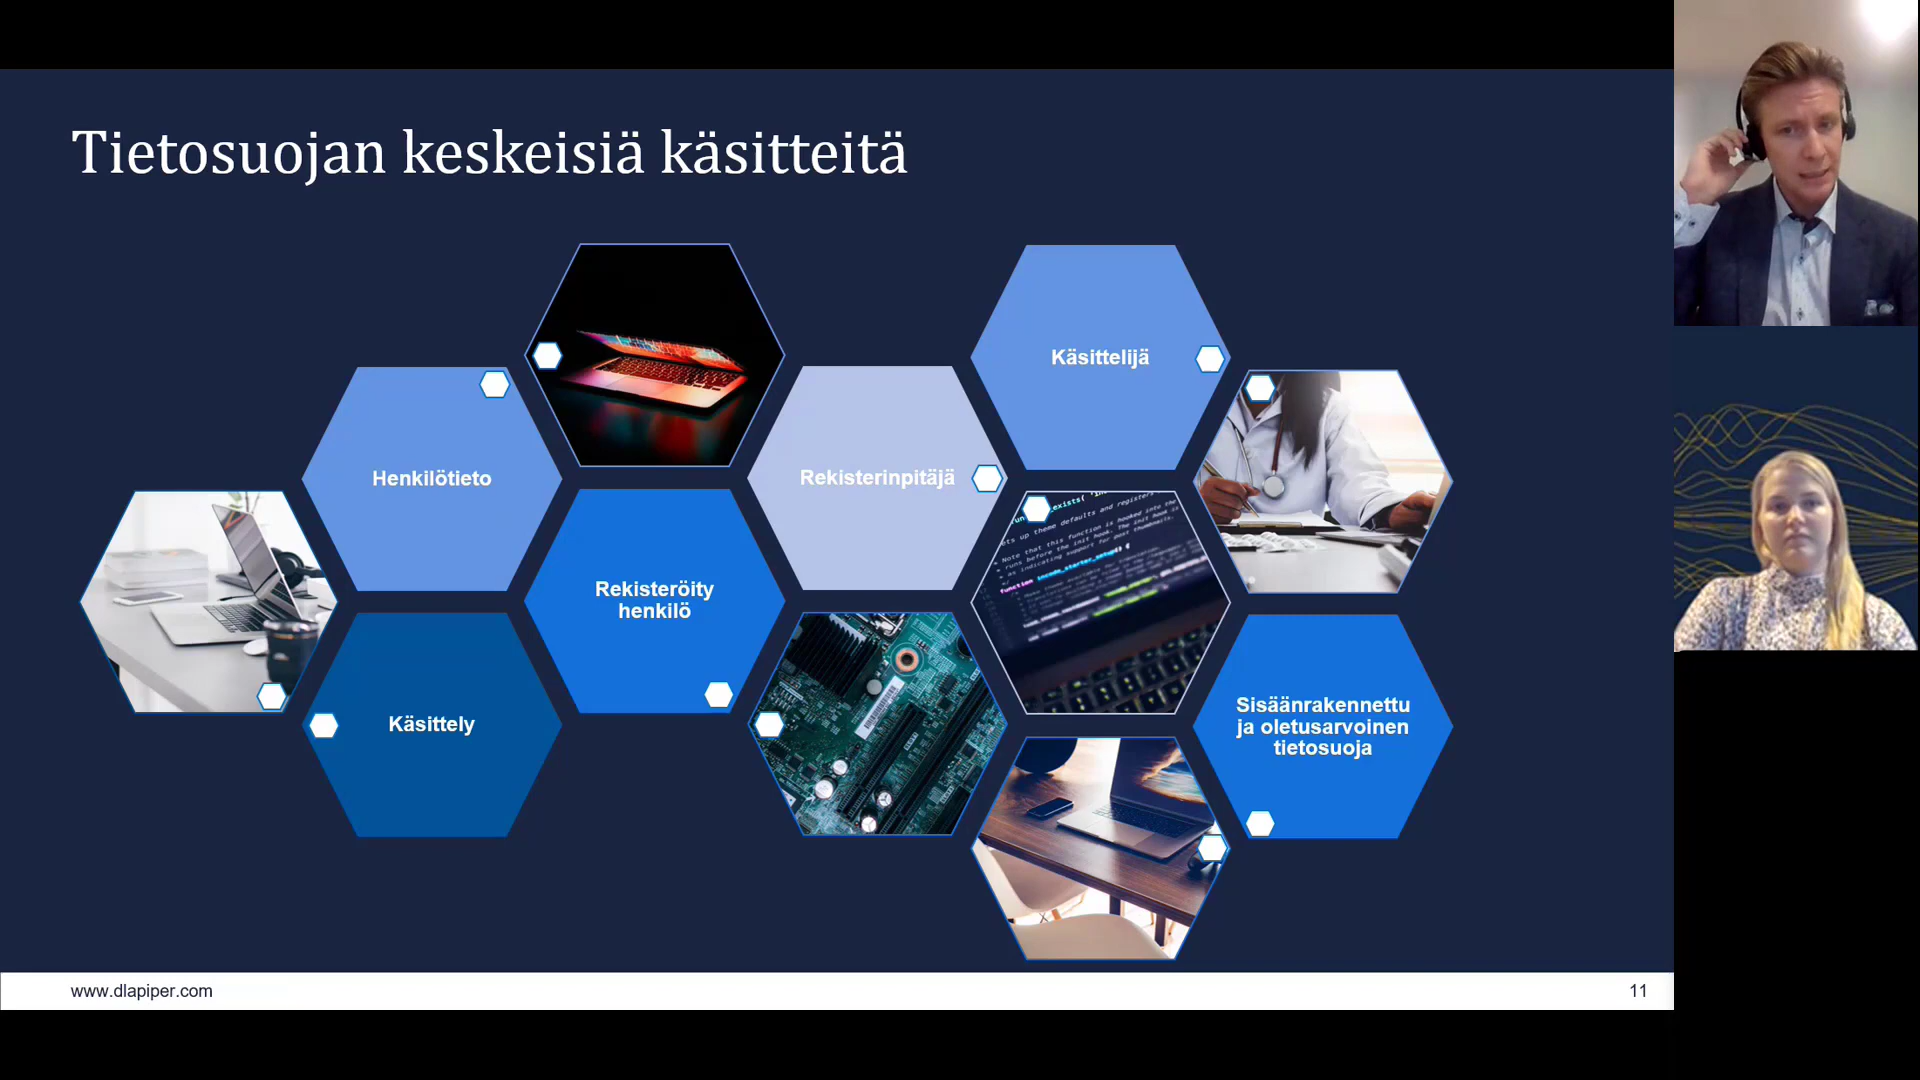 Tietosuojan keskeisiä käsitteitä
Käsittelijä
Henkilötieto
Rekisterinpitäjä
Rekisteröity
henkilö
Käsittely
Sisäänrakennettu
ja oletusarvoinen
tietosuoja
www.dlapiper.com
11